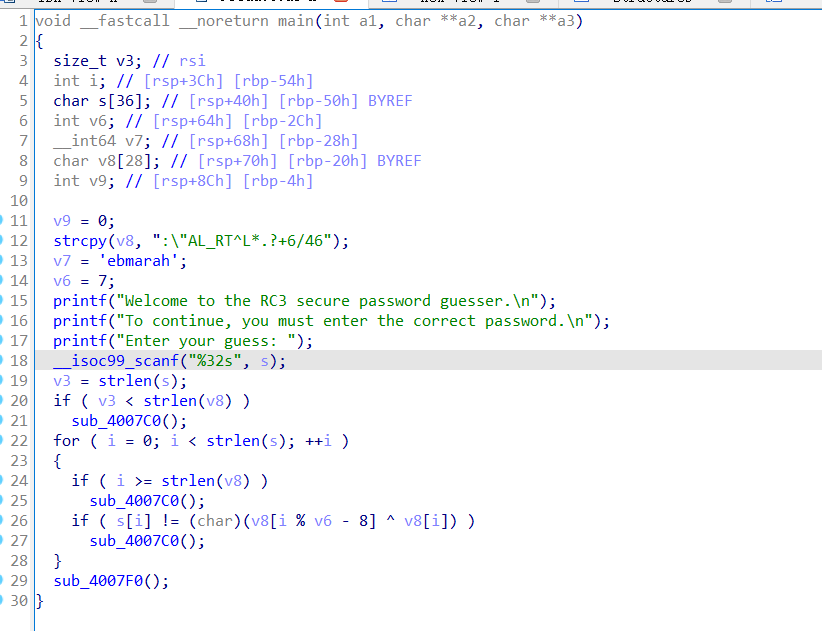 1 void __fastcall __noreturn main(int a1, char **a2, char **a3)
2 {
3   size_t v3; // rsi
4   int i; // [rsp+3Ch] [rbp-54h]
5   char s[36]; // [rsp+40h] [rbp-50h] BYREF
6   int v6; // [rsp+64h] [rbp-2Ch]
7   __int64 v7; // [rsp+68h] [rbp-28h]
8   char v8[28]; // [rsp+70h] [rbp-20h] BYREF
9   int v9; // [rsp+8Ch] [rbp-4h]
10
11   v9 = 0;
12   strcpy(v8, ":\"AL_RT^L*.?+6/46");
13   v7 = 'ebmarah';
14   v6 = 7;
15   printf("Welcome to the RC3 secure password guesser.\n");
16   printf("To continue, you must enter the correct password.\n");
17   printf("Enter your guess: ");
18   __isoc99_scanf("%32s", s);
19   v3 = strlen(s);
20   if ( v3 < strlen(v8) )
21     sub_4007C0();
22   for ( i = 0; i < strlen(s); ++i )
23   {
24     if ( i >= strlen(v8) )
25       sub_4007C0();
26     if ( s[i] != (char)(v8[i % v6 - 8] ^ v8[i]) )
27       sub_4007C0();
28   }
29   sub_4007F0();
30 }